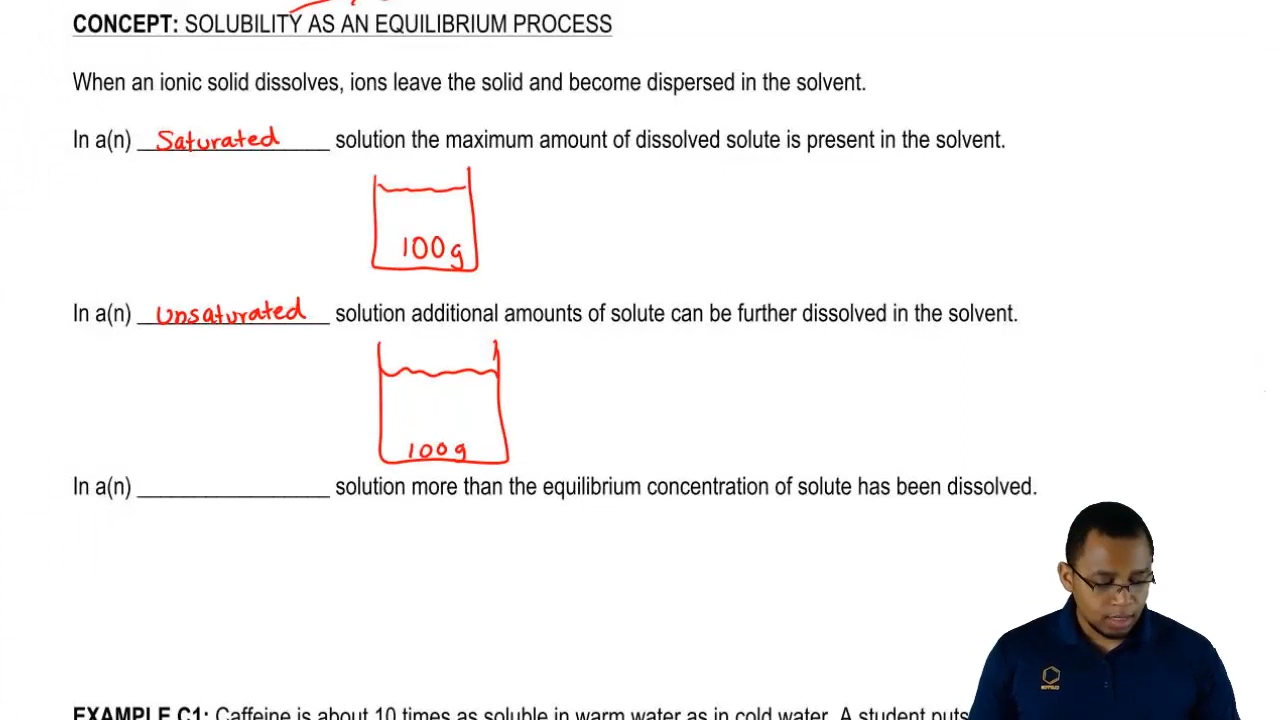 CONCEPT: SOLUBILITY AS AN EQUILIBRIUM PROCESS
When an ionic solid dissolves, ions leave the solid and become dispersed in the solvent.
In a(n) Saturated solution the maximum amount of dissolved solute is present in the solvent.
100g
In a(n) Unsaturated solution additional amounts of solute can be further dissolved in the solvent.
100g
In a(n) ________________ solution more than the equilibrium concentration of solute has been dissolved.
EXAMPLE C1: Caffeine is about 10 times as soluble in warm water as in cold water. A student puts